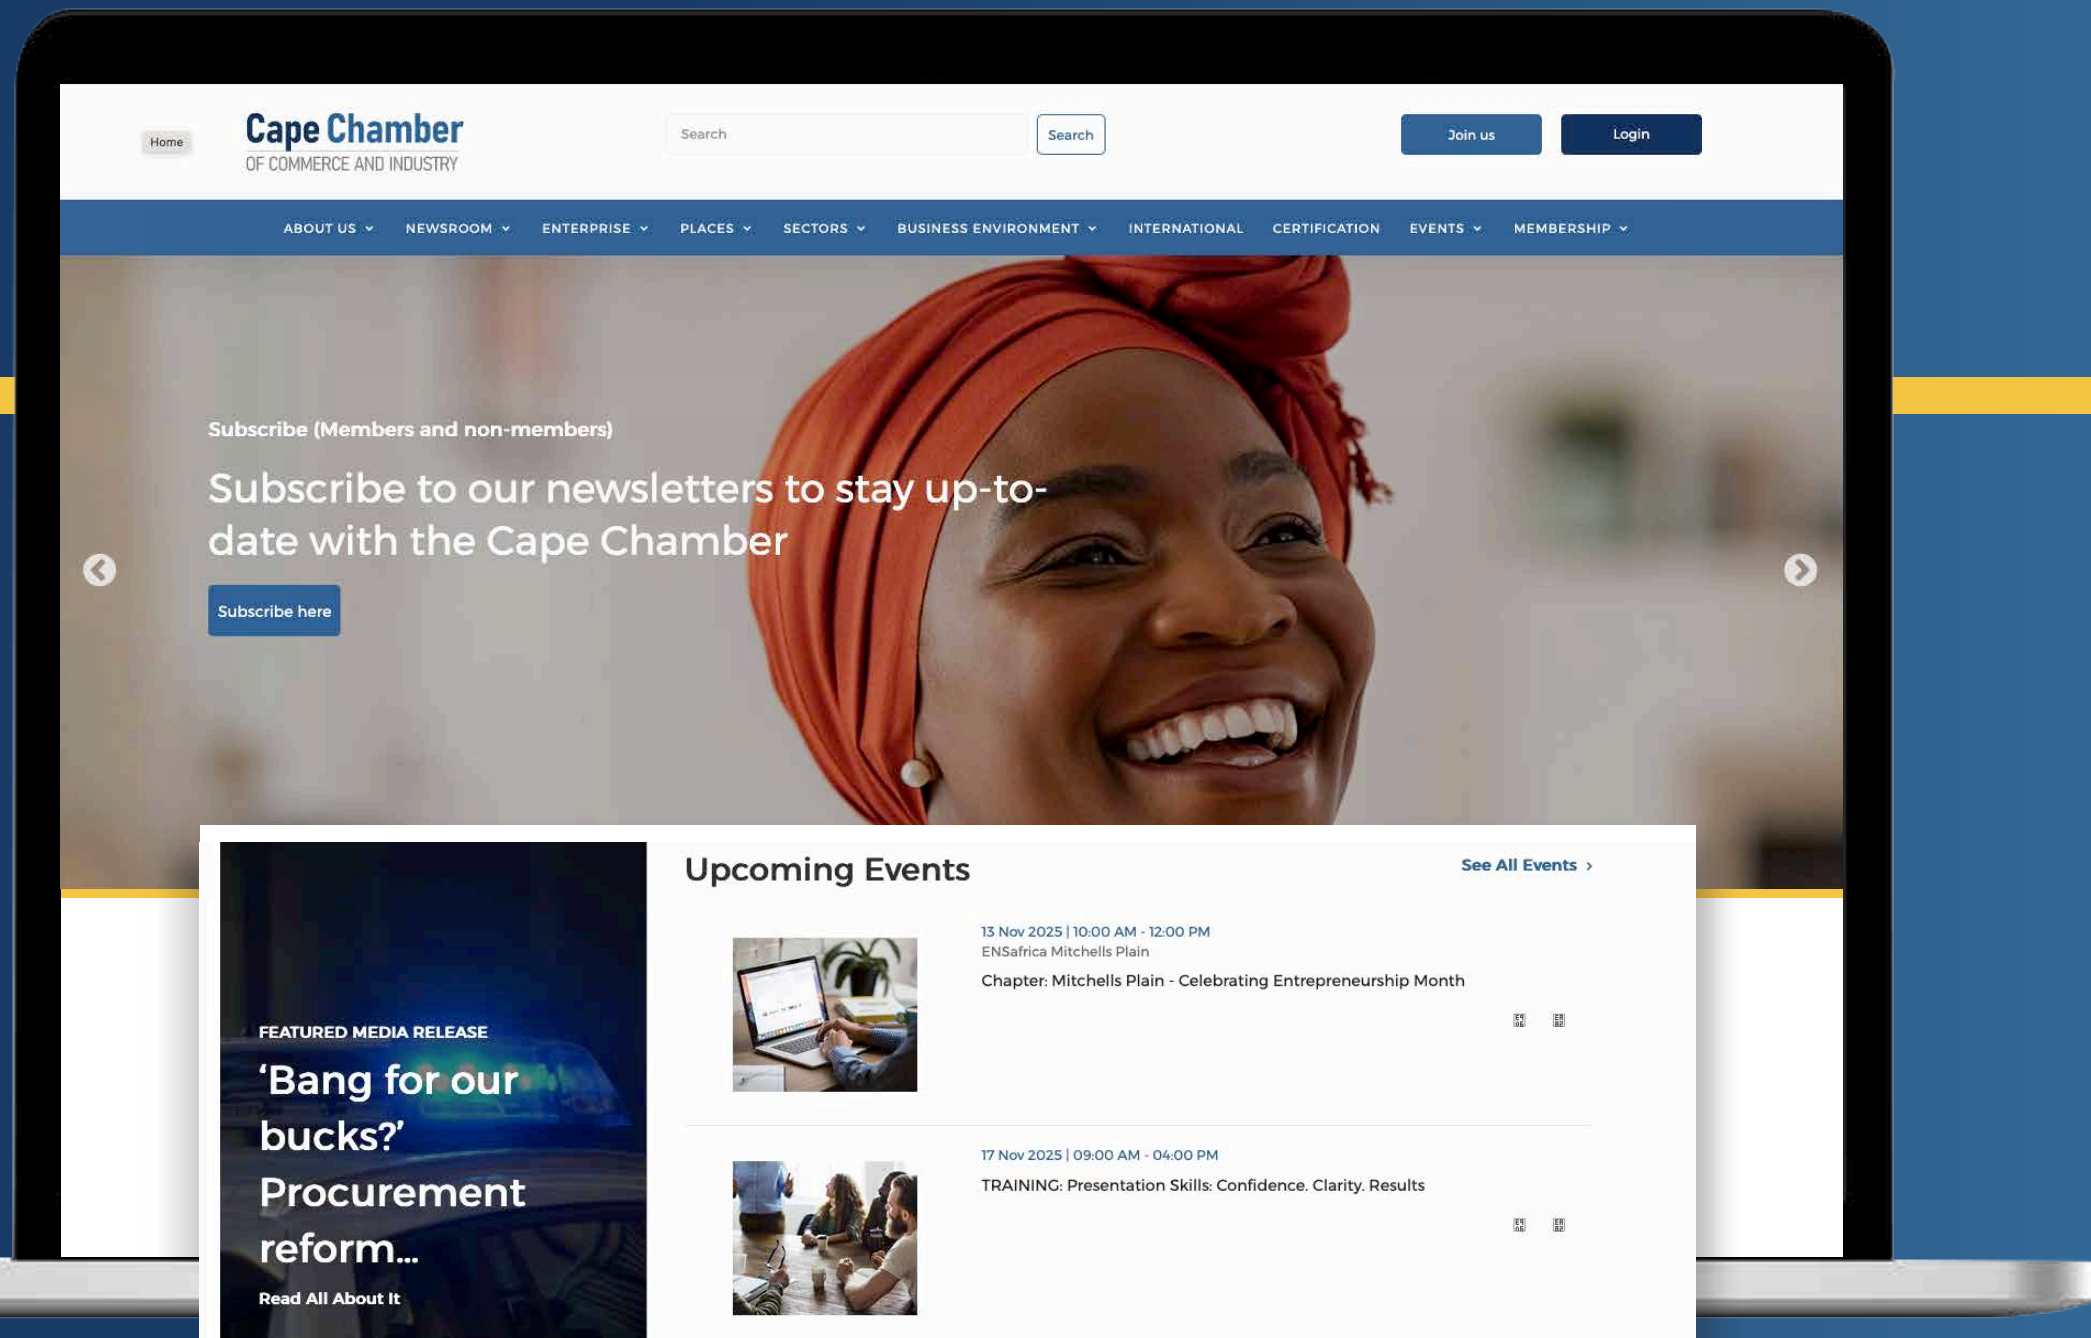 Home
Cape Chamber
OF COMMERCE AND INDUSTRY
Search
Search
Join us
Login
ABOUT US
NEWSROOM
ENTERPRISE
PLACES
SECTORS
BUSINESS ENVIRONMENT
INTERNATIONAL
CERTIFICATION
EVENTS
MEMBERSHIP
Subscribe (Members and non-members)
Subscribe to our newsletters to stay up-to-
date with the Cape Chamber
Subscribe here
FEATURED MEDIA RELEASE
‘Bang for our
bucks?’
Procurement
reform...
Read All About It
Upcoming Events
See All Events
13 Nov 2025 | 10:00 AM - 12:00 PM
ENSafrica Mitchells Plain
Chapter: Mitchells Plain - Celebrating Entrepreneurship Month
17 Nov 2025 | 09:00 AM - 04:00 PM
TRAINING: Presentation Skills: Confidence. Clarity. Results